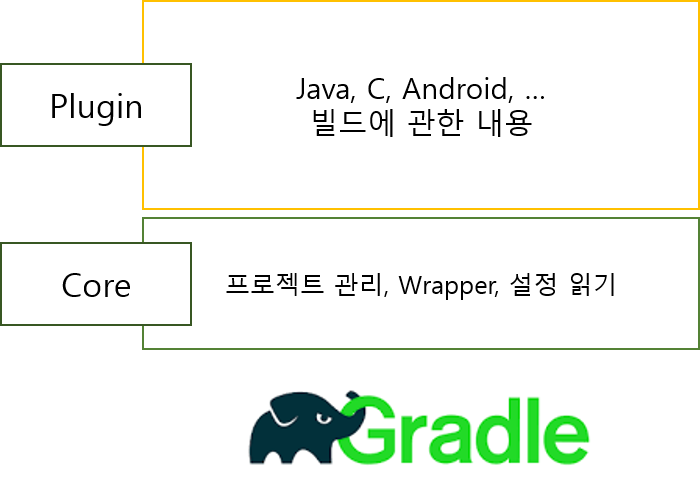 Plugin
Java, C, Android, ...
빌드에 관한 내용
Core
프로젝트 관리, Wrapper, 설정 읽기
Gradle